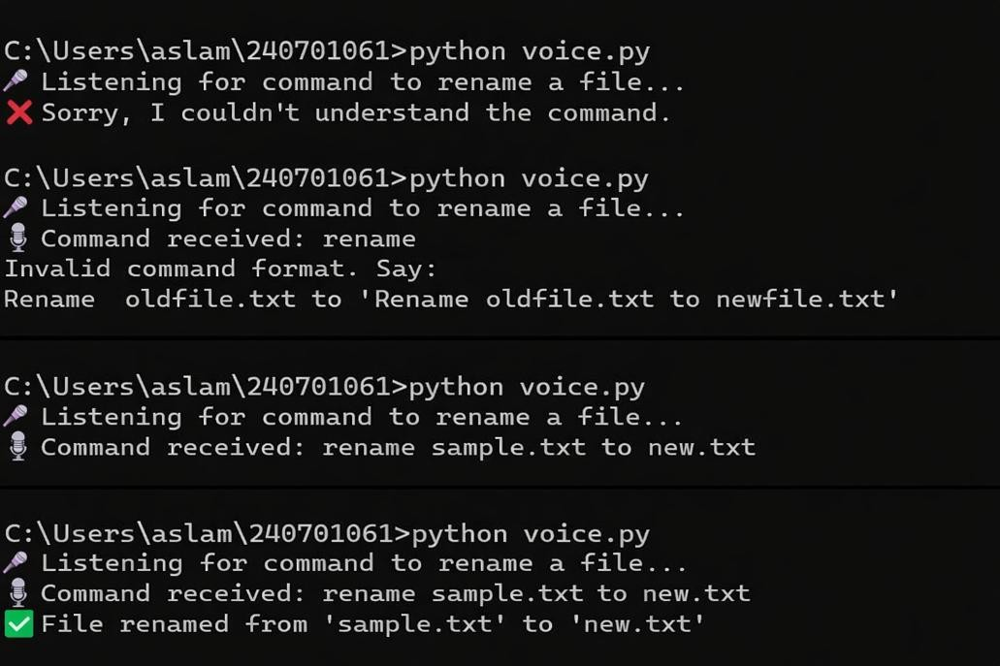 C:\Users\aslam\240701061>python voice.py
🎤 Listening for command to rename a file...
❌ Sorry, I couldn't understand the command.
C:\Users\aslam\240701061>python voice.py
🎤 Listening for command to rename a file...
🎙 Command received: rename
Invalid command format. Say:
Rename  oldfile.txt to 'Rename oldfile.txt to newfile.txt'
C:\Users\aslam\240701061>python voice.py
🎤 Listening for command to rename a file...
🎙 Command received: rename sample.txt to new.txt
C:\Users\aslam\240701061>python voice.py
🎤 Listening for command to rename a file...
🎙 Command received: rename sample.txt to new.txt
✅ File renamed from 'sample.txt' to 'new.txt'